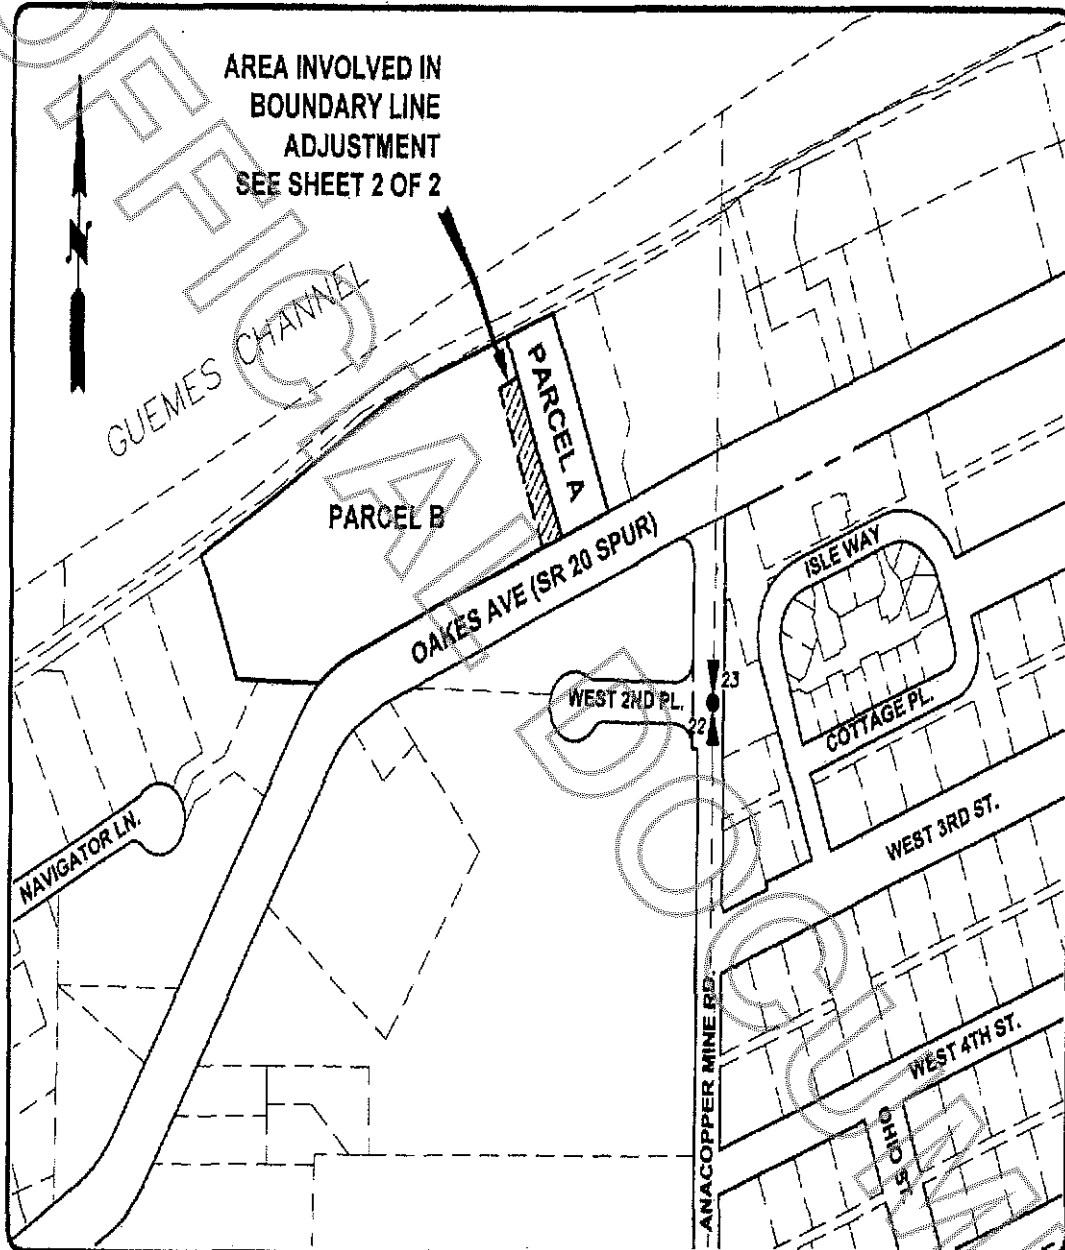 AREA INVOLVED IN
BOUNDARY LINE
ADJUSTMENT
SEE SHEET 2 OF 2
N
GUEMES CHANNEL
PARCEL A
PARCEL B
OAKES AVE (SR 20 SPUR)
ISLE WAY
WEST 2ND PL.
23
22
COTTAGE PL.
NAVIGATOR LN.
WEST 3RD ST.
ANACOPPER MINE RD.
WEST 4TH ST.
OHIO ST.
OFFICIAL DOCUM